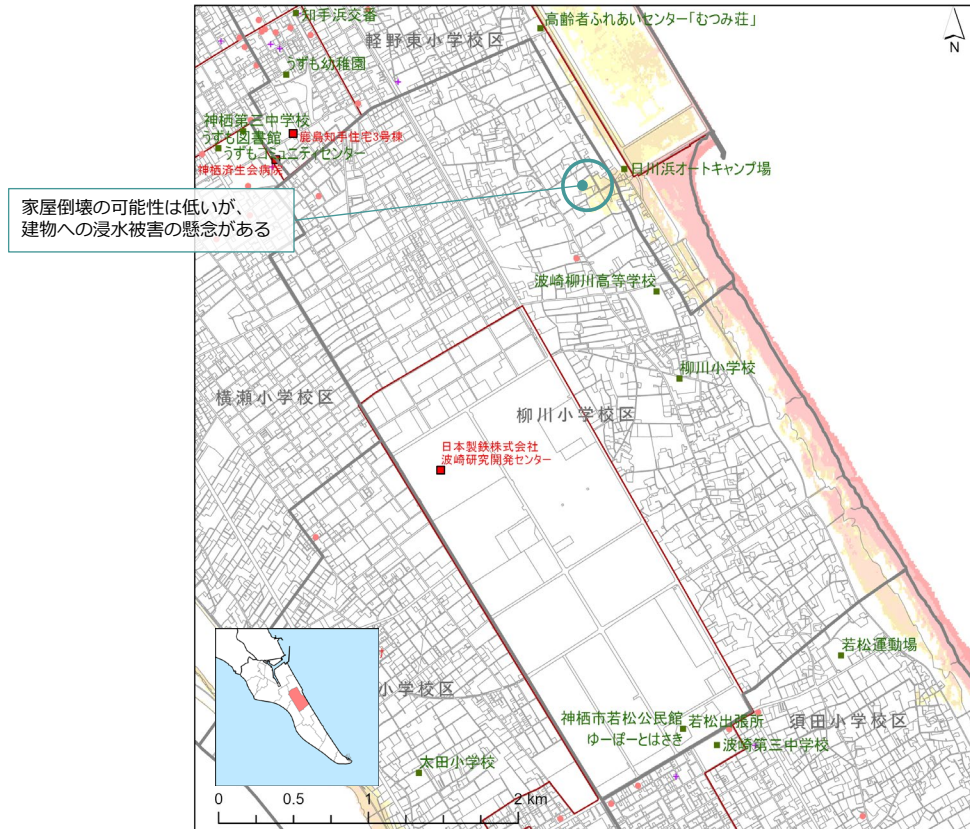 知手浜交番
高齢者ふれあいセンター「むつみ荘」
軽野東小学校区
N
うずも幼稚園
神栖第三中学校
鹿島知手住宅3号棟
うずも図書館
うずもコミュニティセンター
神栖済生会病院
日川浜オートキャンプ場
家屋倒壊の可能性は低いが、
建物への浸水被害の懸念がある
波崎柳川高等学校
柳川小学校
横瀬小学校区
柳川小学校区
日本製鉄株式会社
波崎研究開発センター
若松運動場
小学校区
神栖市若松公民館
若松出張所
須田小学校区
ゆーぽーとはさき
波崎第三中学校
太田小学校
0 0.5 1 2 km